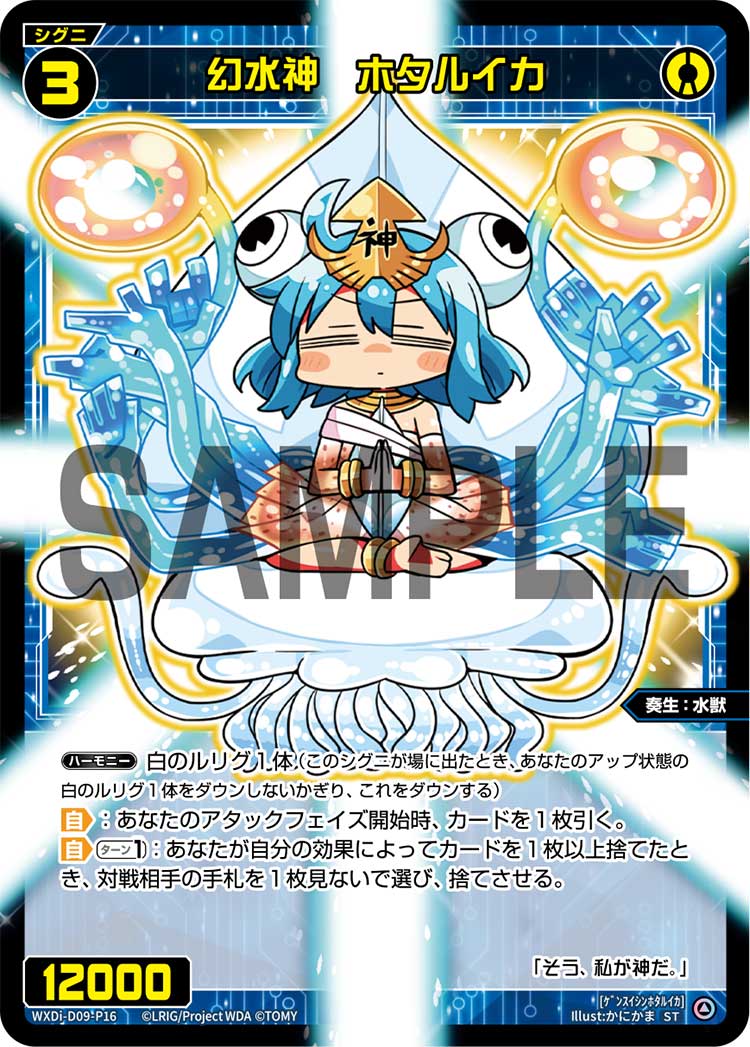 シグニ
3
幻水神　ホタルイカ
神
SAMPLE
奏生：水獣
ハーモニー 白のルリグ1体（このシグニが場に出たとき、あなたのアップ状態の
白のルリグ1体をダウンしないかぎり、これをダウンする）
自：あなたのアタックフェイズ開始時、カードを1枚引く。
自 ターン1：あなたが自分の効果によってカードを1枚以上捨てたと
き、対戦相手の手札を1枚見ないで選び、捨てさせる。
12000
「そう、私が神だ。」
[ゲンスイシンホタルイカ]
WXDi-D09-P16 ©LRIG/Project WDA ©TOMY Illust:かにかま ST